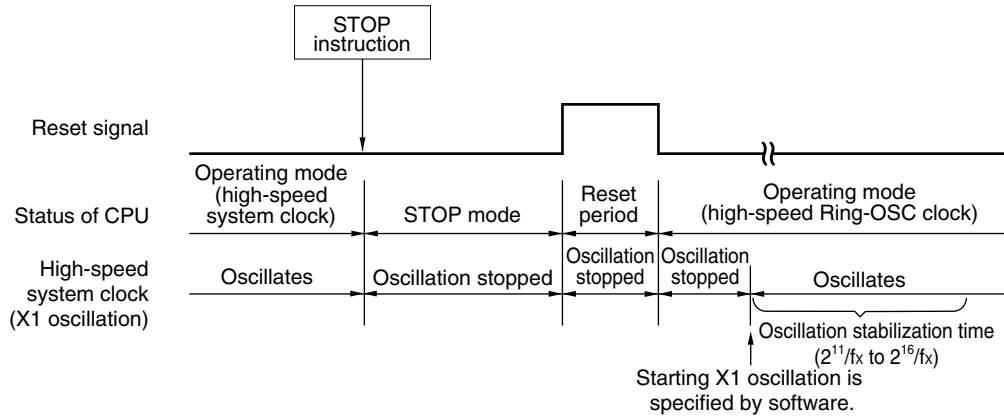 STOP
instruction
Reset signal
Operating mode
(high-speed
system clock)
Status of CPU
STOP mode
Reset
period
Operating mode
(high-speed Ring-OSC clock)
High-speed
system clock
(X1 oscillation)
Oscillates
Oscillation stopped
Oscillation
stopped
Oscillation
stopped
Oscillates
Oscillation stabilization time
(2¹¹/fx to 2¹⁶/fx)
Starting X1 oscillation is
specified by software.